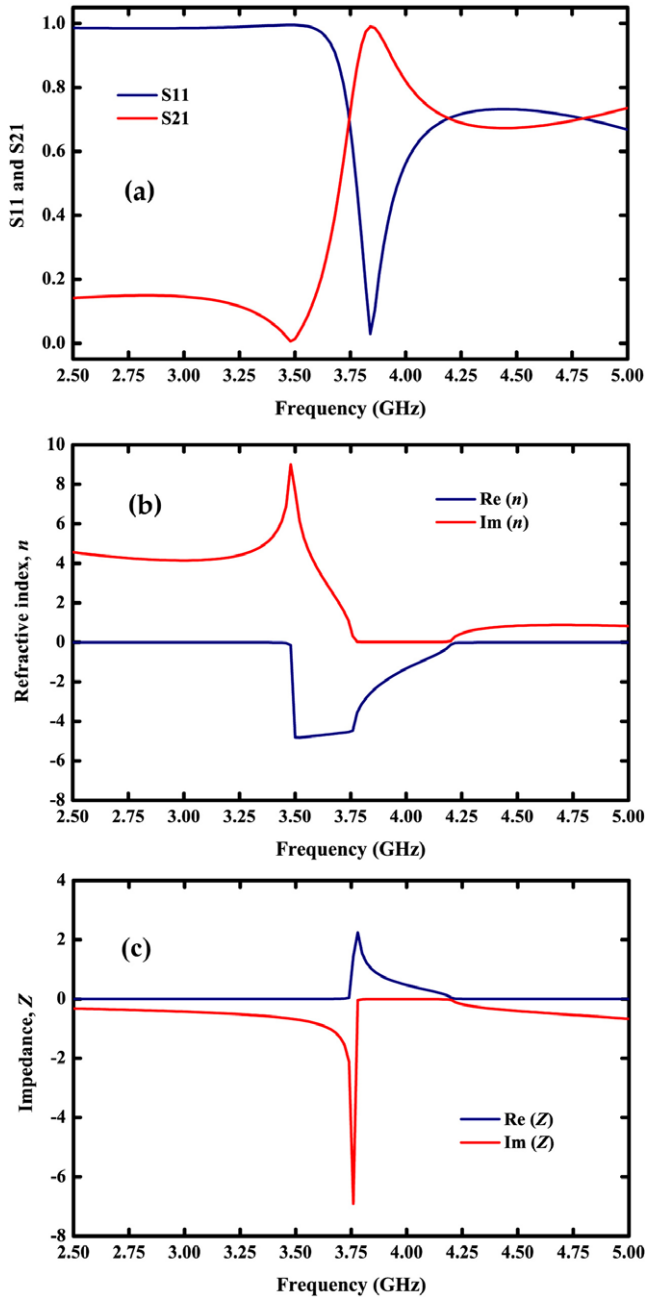 1.0
0.8
0.6
0.4
0.2
0.0
S11 and S21
S11
S21
(a)
2.50 2.75 3.00 3.25 3.50 3.75 4.00 4.25 4.50 4.75 5.00
Frequency (GHz)
10
8
6
4
2
0
-2
-4
-6
-8
Refractive index, n
(b)
Re (n)
Im (n)
2.50 2.75 3.00 3.25 3.50 3.75 4.00 4.25 4.50 4.75 5.00
Frequency (GHz)
4
2
0
-2
-4
-6
-8
Impedance, Z
(c)
Re (Z)
Im (Z)
2.50 2.75 3.00 3.25 3.50 3.75 4.00 4.25 4.50 4.75 5.00
Frequency (GHz)